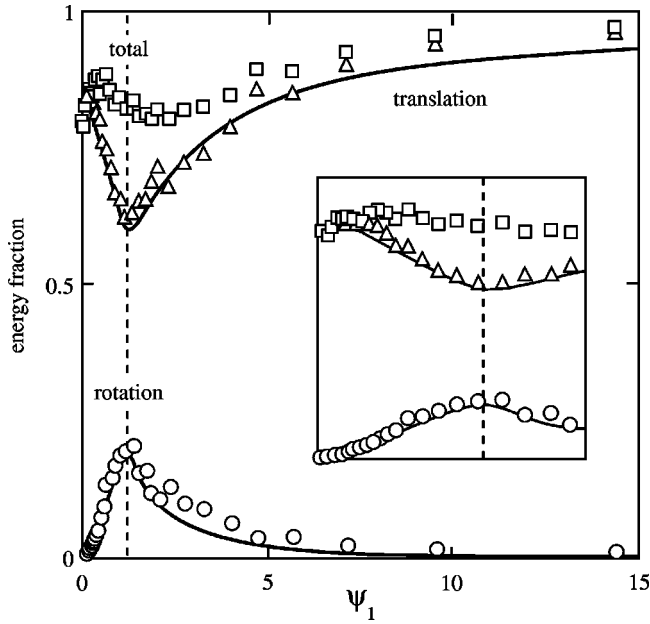 1
total
translation
energy fraction
0.5
rotation
0
0
5
10
15
ψ1